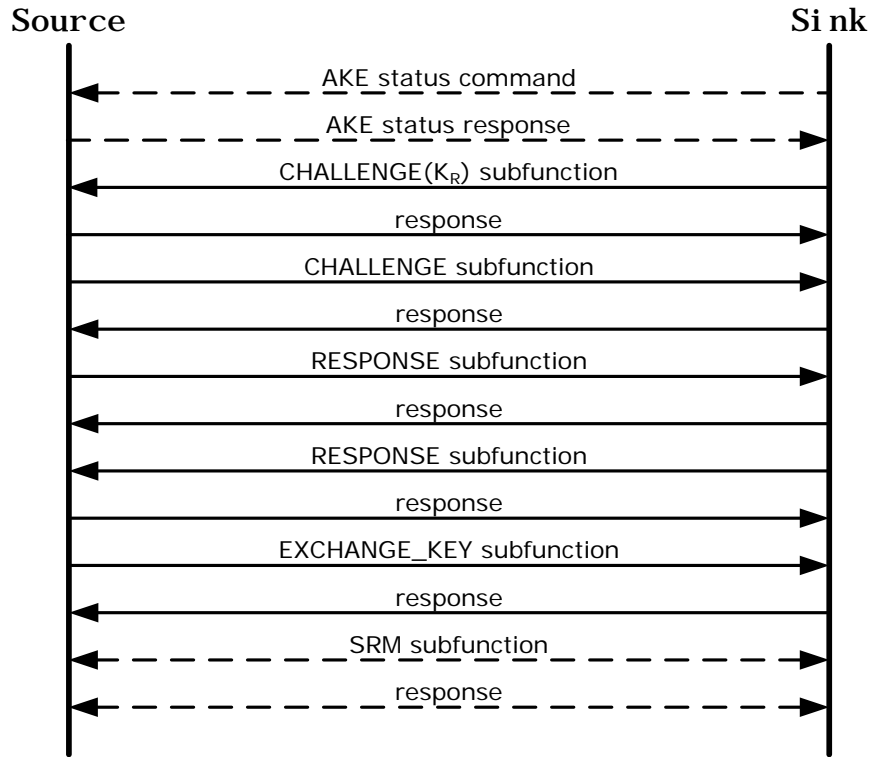 Source Sink
AKE status command
AKE status response
CHALLENGE(K_R) subfunction
response
CHALLENGE subfunction
response
RESPONSE subfunction
response
RESPONSE subfunction
response
EXCHANGE_KEY subfunction
response
SRM subfunction
response